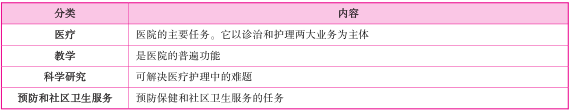 分类 内容
医疗 医院的主要任务。它以诊治和护理两大业务为主体
教学 是医院的普遍功能
科学研究 可解决医疗护理中的难题
预防和社区卫生服务 预防保健和社区卫生服务的任务